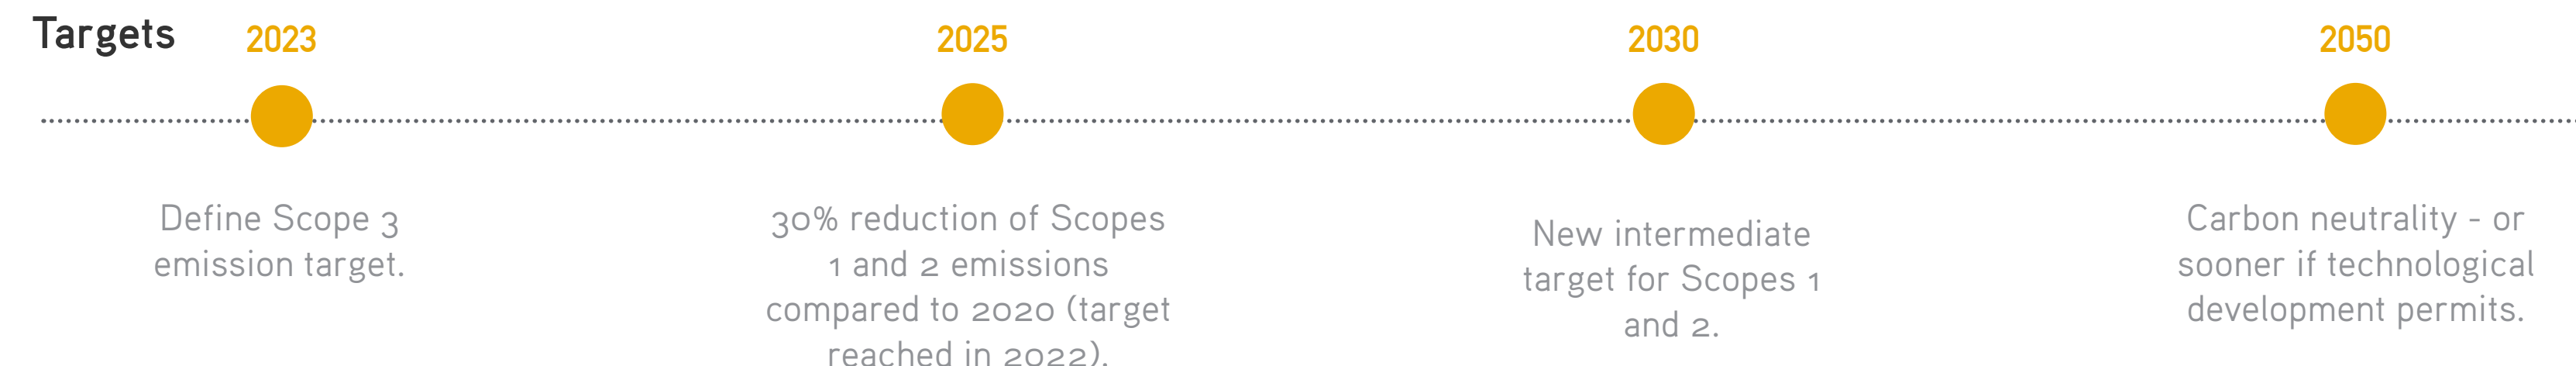 Targets
2023
2025
2030
2050
Define Scope 3
emission target.
30% reduction of Scopes
1 and 2 emissions
compared to 2020 (target
reached in 2022).
New intermediate
target for Scopes 1
and 2.
Carbon neutrality - or
sooner if technological
development permits.